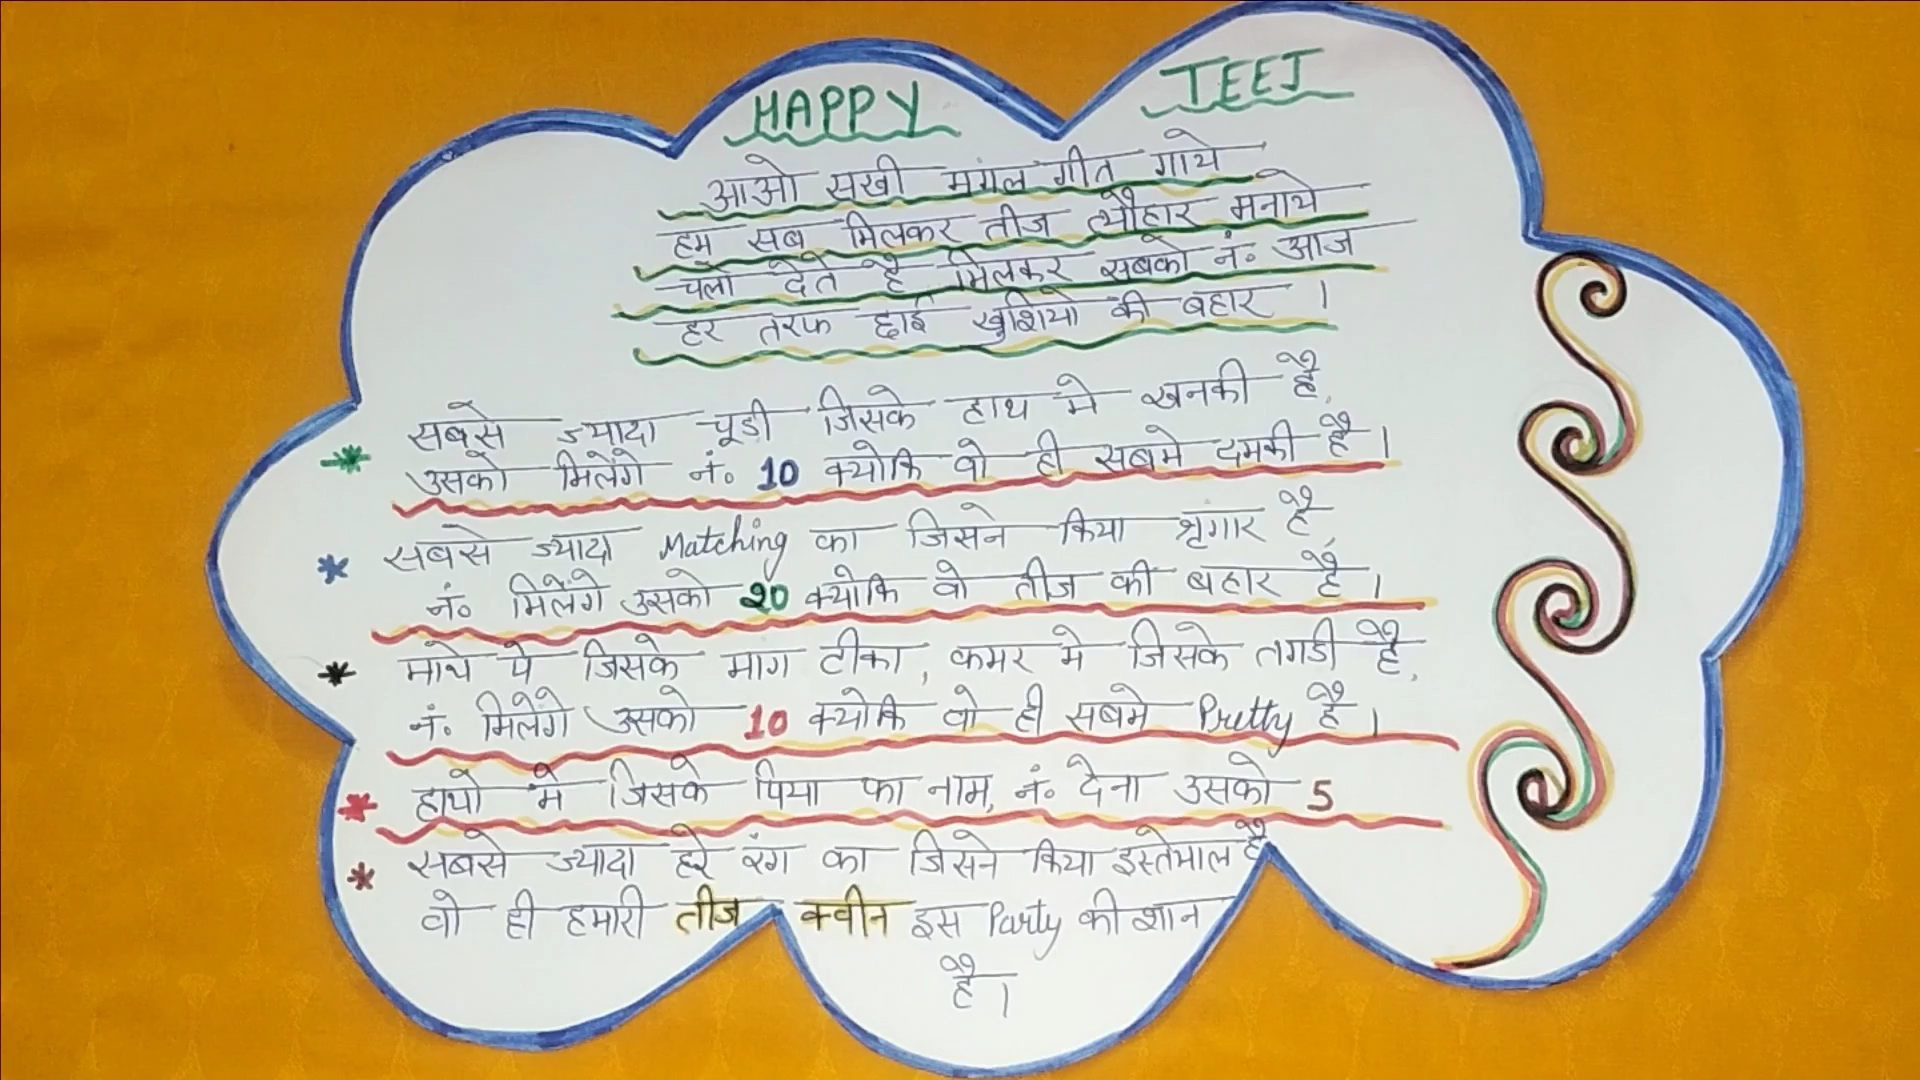 HAPPY TEEJ
आओ सखी मंगल गीत गाये
हम सब मिलकर तीज त्यौहार मनाये
चलो देते है मिलकर सबको नं. आज
हर तरफ छाई खुशियो की बहार ।
सबसे ज्यादा चूडी जिसके हाथ मे खनकी है,
उसको मिलेंगे नं. 10 क्योकि वो ही सबमे दमकी है ।
सबसे ज्यादा Matching का जिसने किया श्रृंगार है,
नं. मिलेंगे उसको 20 क्योकि वो तीज की बहार है ।
माथे पे जिसके माग टीका, कमर मे जिसके तगडी है,
नं. मिलेंगे उसको 10 क्योकि वो ही सबमे Pretty है ।
हाथो मे जिसके पिया का नाम, नं. देना उसको 5
सबसे ज्यादा हरे रंग का जिसने किया इस्तेमाल है
वो ही हमारी तीज क्वीन इस Party की शान
है ।